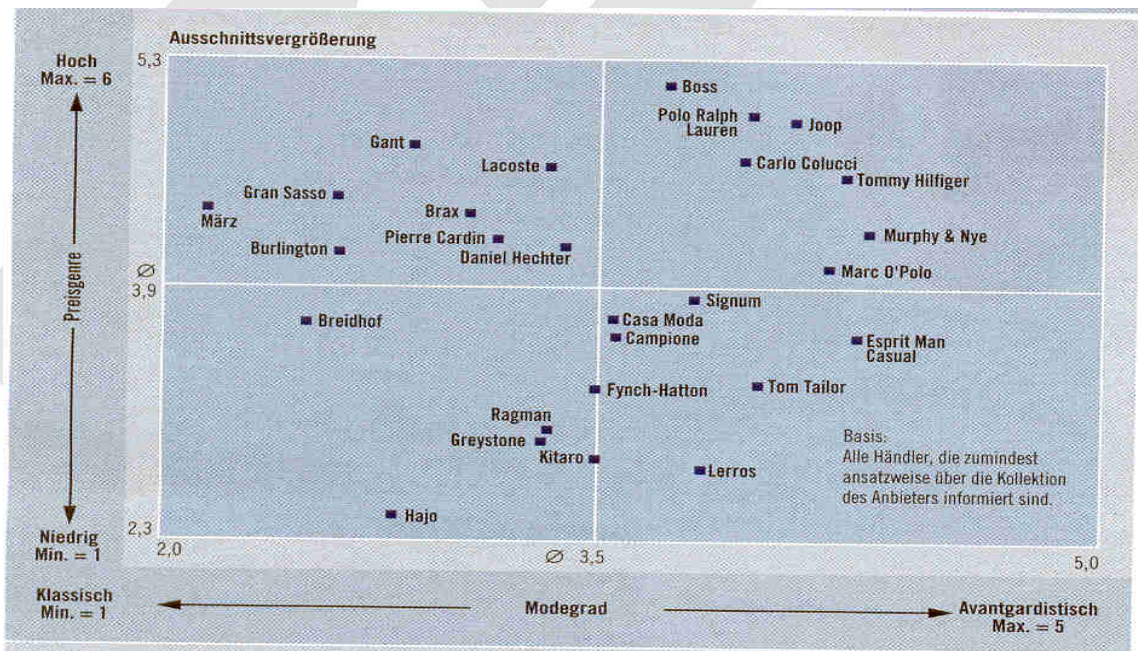 Ausschnittsvergrößerung
Hoch
Max. = 6
5,3
Boss
Polo Ralph
Lauren
Joop
Gant
Lacoste
Carlo Colucci
Tommy Hilfiger
Gran Sasso
März
Brax
Burlington
Pierre Cardin
Daniel Hechter
Murphy & Nye
Marc O'Polo
Preisgenre
Ø
3,9
Signum
Breidhof
Casa Moda
Campione
Esprit Man
Casual
Fynch-Hatton
Tom Tailor
Ragman
Greystone
Kitaro
Lerros
Basis:
Alle Händler, die zumindest
ansatzweise über die Kollektion
des Anbieters informiert sind.
Hajo
Niedrig
Min. = 1
2,3
2,0
Ø 3,5
5,0
Klassisch
Min. = 1
Modegrad
Avantgardistisch
Max. = 5